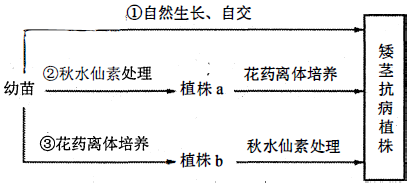 ①自然生长、自交
幼苗
②秋水仙素处理
植株a
花药离体培养
③花药离体培养
植株b
秋水仙素处理
矮茎抗病植株